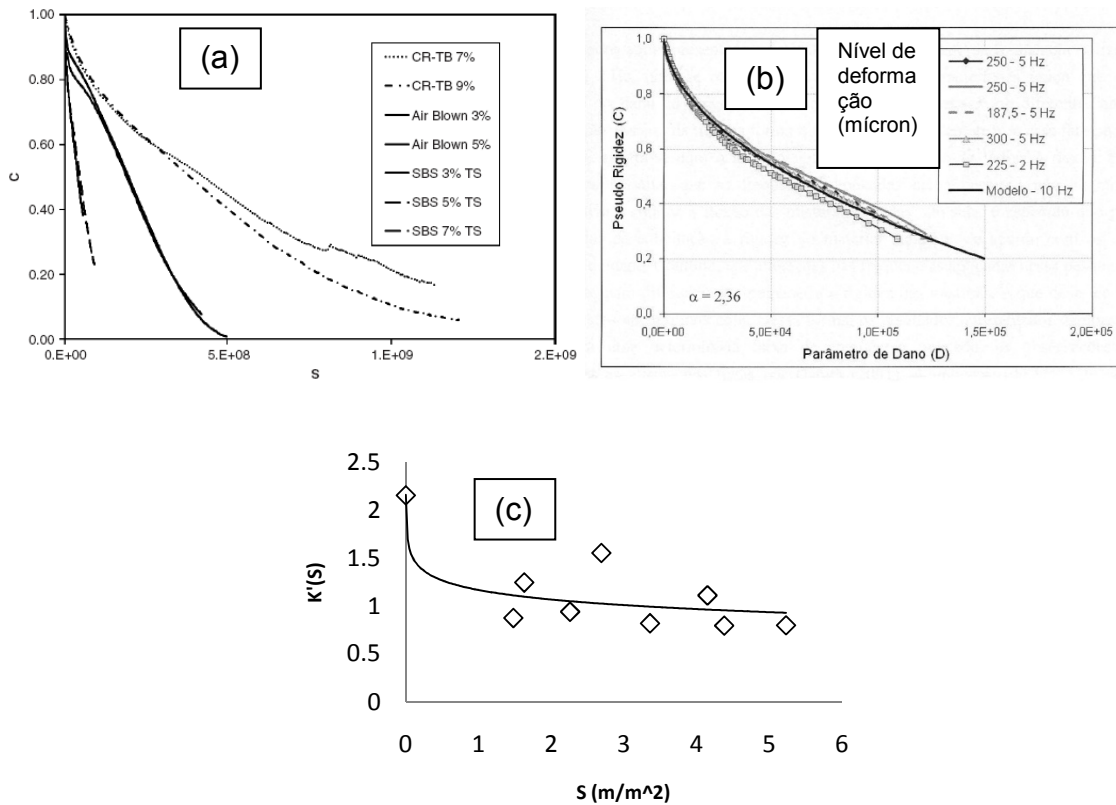 (a)
1.00
0.80
0.60
0.40
0.20
0.00
C
0.E+00
5.E+08
1.E+09
2.E+09
S
CR-TB 7%
CR-TB 9%
Air Blown 3%
Air Blown 5%
SBS 3% TS
SBS 5% TS
SBS 7% TS
(b)
Nível de
deforma
ção
(mícron)
1,0
0,8
0,6
0,4
0,2
0,0
Pseudo Rigidez (C)
250 - 5 Hz
250 - 5 Hz
187,5 - 5 Hz
300 - 5 Hz
225 - 2 Hz
Modelo - 10 Hz
α = 2,36
0,E+00
5,E+04
1,E+05
1,E+05
2,E+05
Parâmetro de Dano (D)
(c)
2.5
2
1.5
1
0.5
0
K'(S)
0 1 2 3 4 5 6
S (m/m^2)